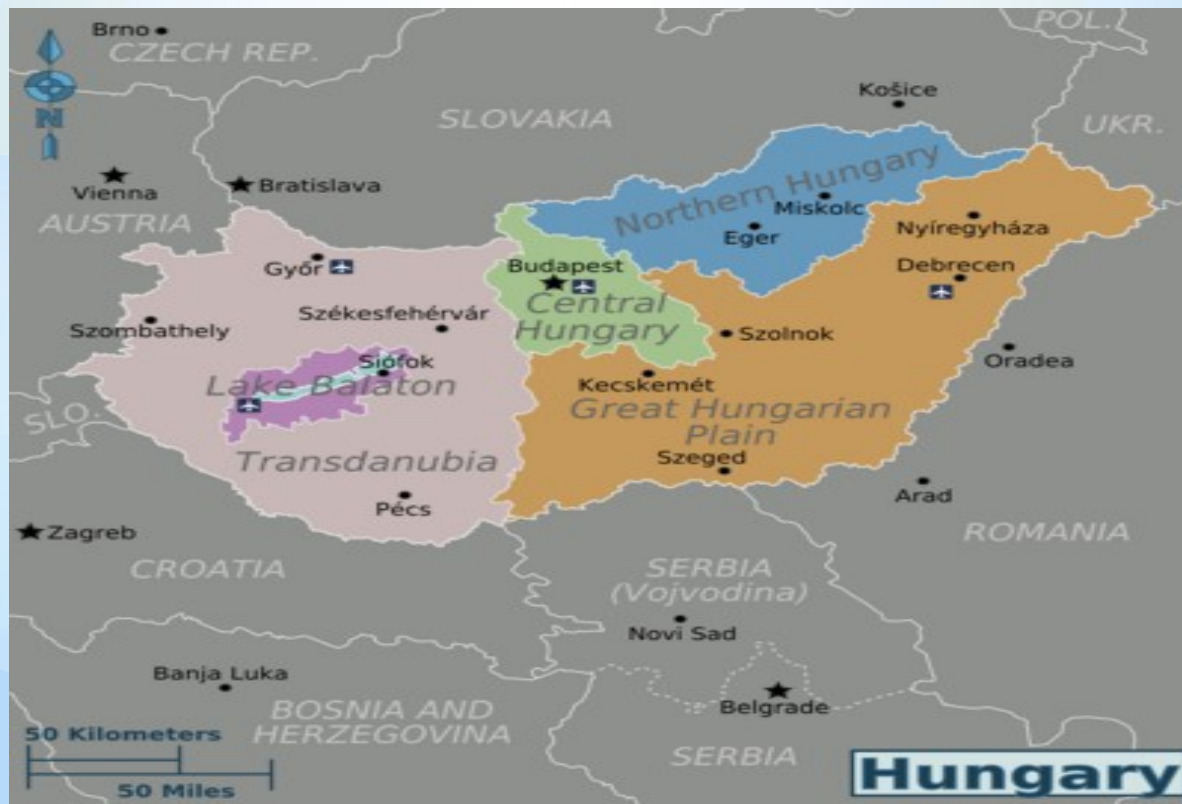 Brno
CZECH REP.
POL.
Košice
SLOVAKIA
UKR.
N
Vienna
Bratislava
AUSTRIA
Northern Hungary
Miskolc
Eger
Nyíregyháza
Győr
Budapest
Debrecen
Central
Hungary
Székesfehérvár
Szombathely
Szolnok
Oradea
Siófok
Lake Balaton
Kecskemét
Great Hungarian
Plain
SLO.
Transdanubia
Szeged
Pécs
Arad
Zagreb
ROMANIA
CROATIA
SERBIA
(Vojvodina)
Novi Sad
Banja Luka
Belgrade
BOSNIA AND
HERZEGOVINA
SERBIA
50 Kilometers
50 Miles
Hungary